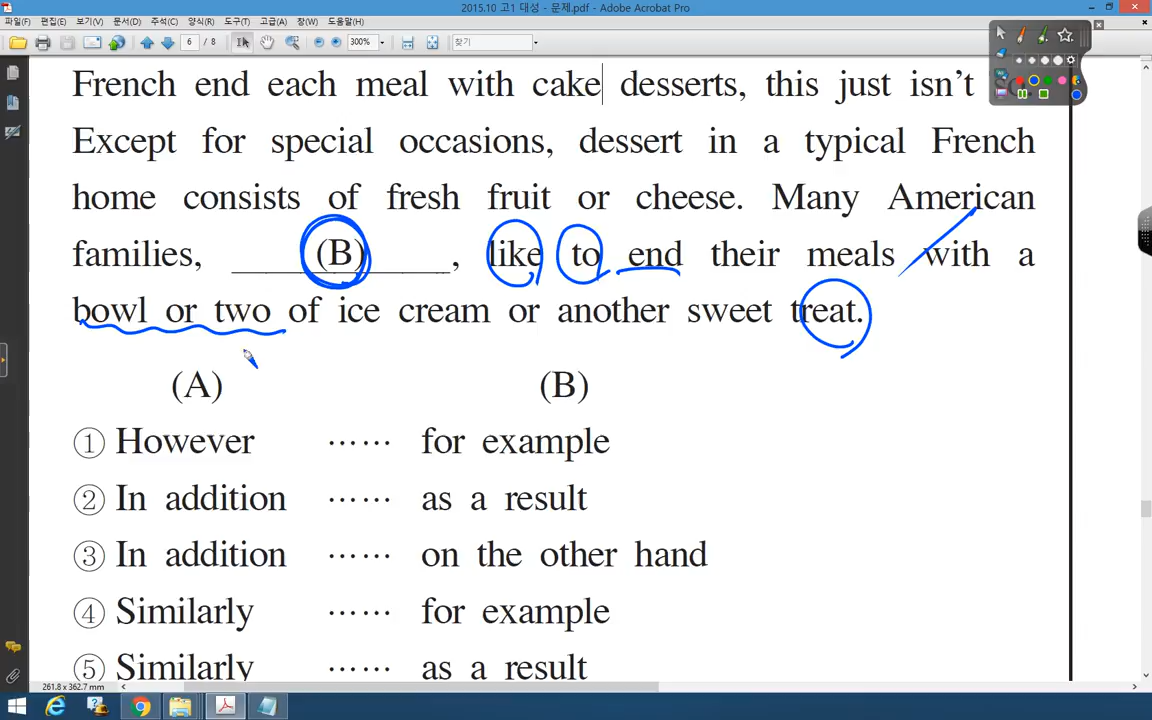 2015.10 고1 대성 - 문제.pdf - Adobe Acrobat Pro
파일(F) 편집(E) 보기(V) 문서(D) 주석(C) 양식(R) 도구(T) 고급(A) 창(W) 도움말(H)
6 / 8 300% 찾기
French end each meal with cake desserts, this just isn't
Except for special occasions, dessert in a typical French
home consists of fresh fruit or cheese. Many American
families, (B) , like to end their meals with a
bowl or two of ice cream or another sweet treat.
(A) (B)
① However …… for example
② In addition …… as a result
③ In addition …… on the other hand
④ Similarly …… for example
⑤ Similarly …… as a result
261.8 x 362.7 mm